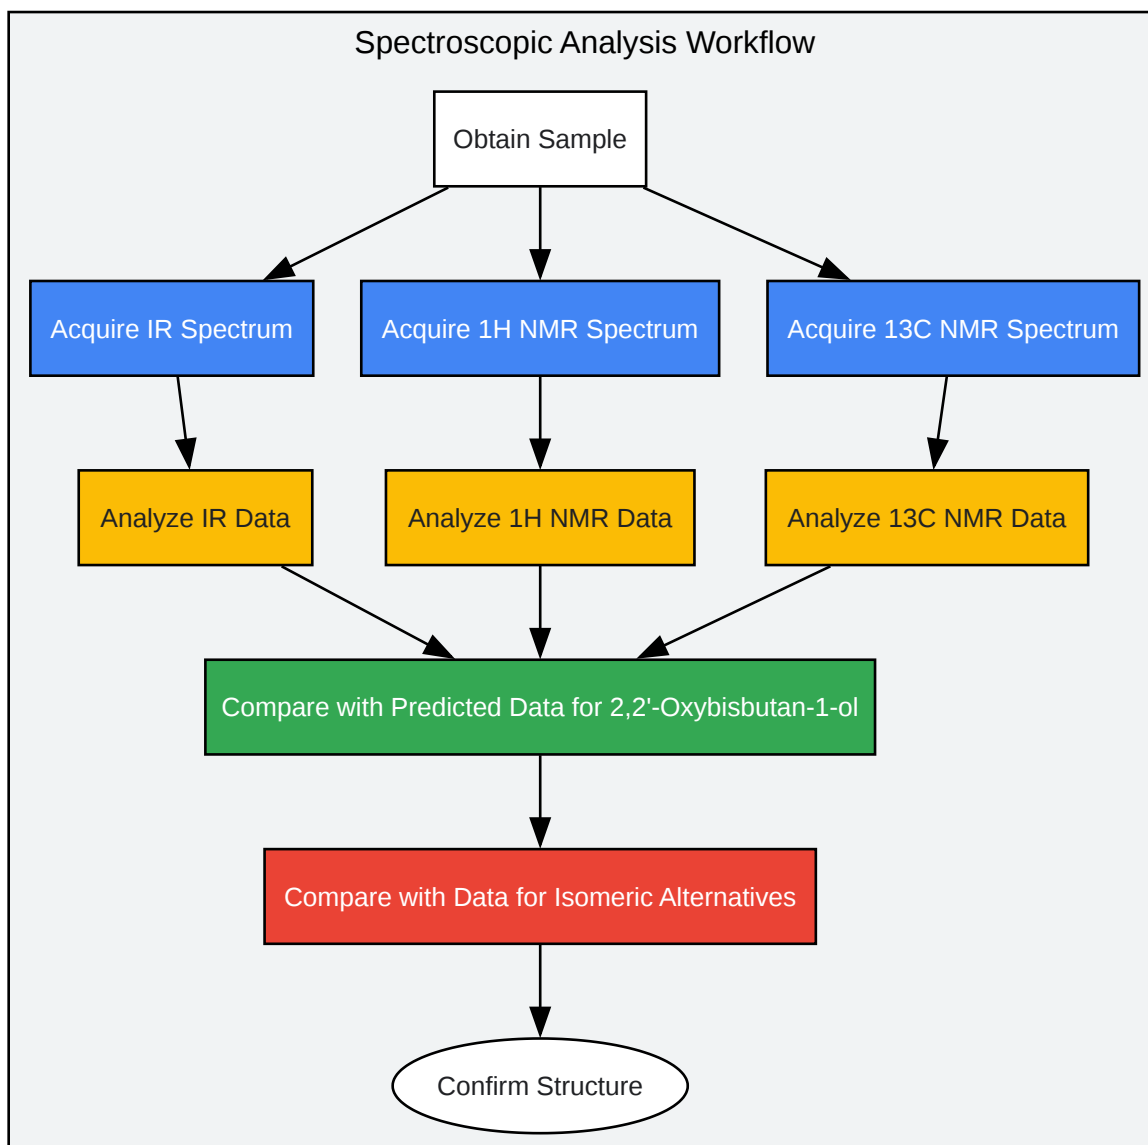 Spectroscopic Analysis Workflow
Obtain Sample
Acquire IR Spectrum
Acquire 1H NMR Spectrum
Acquire 13C NMR Spectrum
Analyze IR Data
Analyze 1H NMR Data
Analyze 13C NMR Data
Compare with Predicted Data for 2,2'-Oxybisbutan-1-ol
Compare with Data for Isomeric Alternatives
Confirm Structure